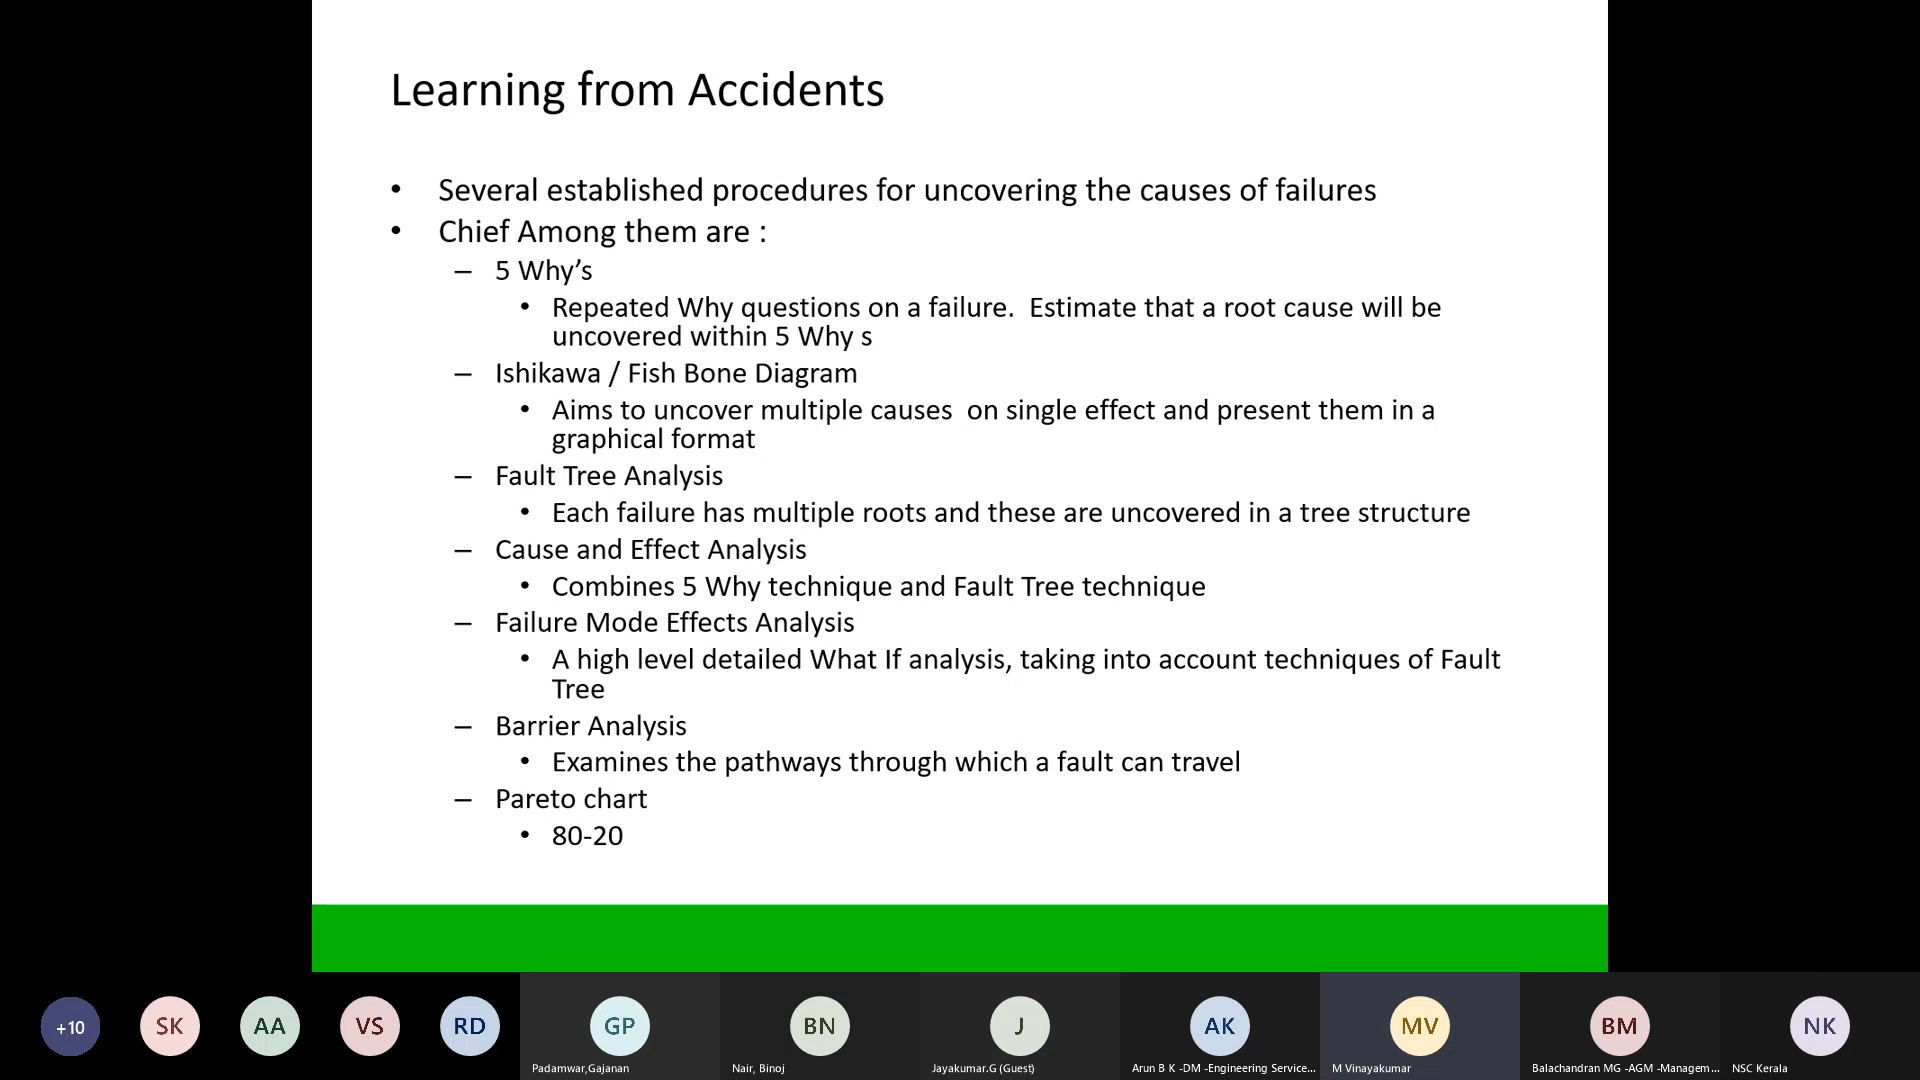 Learning from Accidents
• Several established procedures for uncovering the causes of failures
• Chief Among them are :
– 5 Why’s
• Repeated Why questions on a failure.  Estimate that a root cause will be
uncovered within 5 Why s
– Ishikawa / Fish Bone Diagram
• Aims to uncover multiple causes  on single effect and present them in a
graphical format
– Fault Tree Analysis
• Each failure has multiple roots and these are uncovered in a tree structure
– Cause and Effect Analysis
• Combines 5 Why technique and Fault Tree technique
– Failure Mode Effects Analysis
• A high level detailed What If analysis, taking into account techniques of Fault
Tree
– Barrier Analysis
• Examines the pathways through which a fault can travel
– Pareto chart
• 80-20
+10 SK AA VS RD GP BN J AK MV BM NK
Padamwar,Gajanan Nair, Binoj Jayakumar.G (Guest) Arun B K -DM -Engineering Service... M Vinayakumar Balachandran MG -AGM -Managem... NSC Kerala